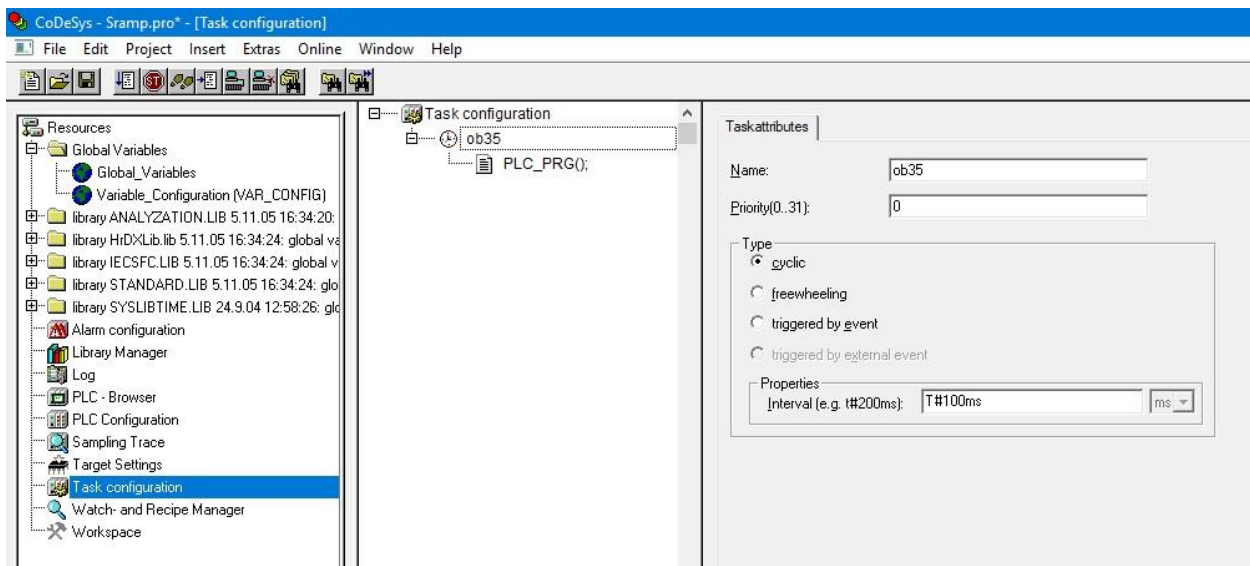 CoDeSys - Sramp.pro* - [Task configuration]
File Edit Project Insert Extras Online Window Help
Resources
Global Variables
Global_Variables
Variable_Configuration (VAR_CONFIG)
library ANALYZATION.LIB 5.11.05 16:34:20:
library HrDXLib.lib 5.11.05 16:34:24: global va
library IECSFC.LIB 5.11.05 16:34:24: global v
library STANDARD.LIB 5.11.05 16:34:24: glo
library SYSLIBTIME.LIB 24.9.04 12:58:26: glo
Alarm configuration
Library Manager
Log
PLC - Browser
PLC Configuration
Sampling Trace
Target Settings
Task configuration
Watch- and Recipe Manager
Workspace
Task configuration
ob35
PLC_PRG();
Taskattributes
Name: ob35
Priority(0..31): 0
Type
cyclic
freewheeling
triggered by event
triggered by external event
Properties
Interval (e.g. t#200ms): T#100ms ms